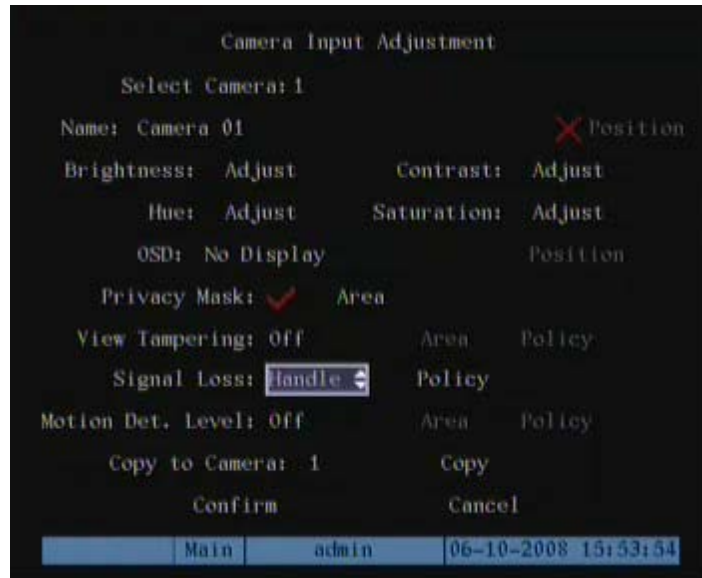 Camera Input Adjustment
Select Camera: 1
Name: Camera 01 Position
Brightness: Adjust Contrast: Adjust
Hue: Adjust Saturation: Adjust
OSD: No Display Position
Privacy Mask: Area
View Tampering: Off Area Policy
Signal Loss: Handle Policy
Motion Det. Level: Off Area Policy
Copy to Camera: 1 Copy
Confirm Cancel
Main admin 06-10-2008 15:53:54